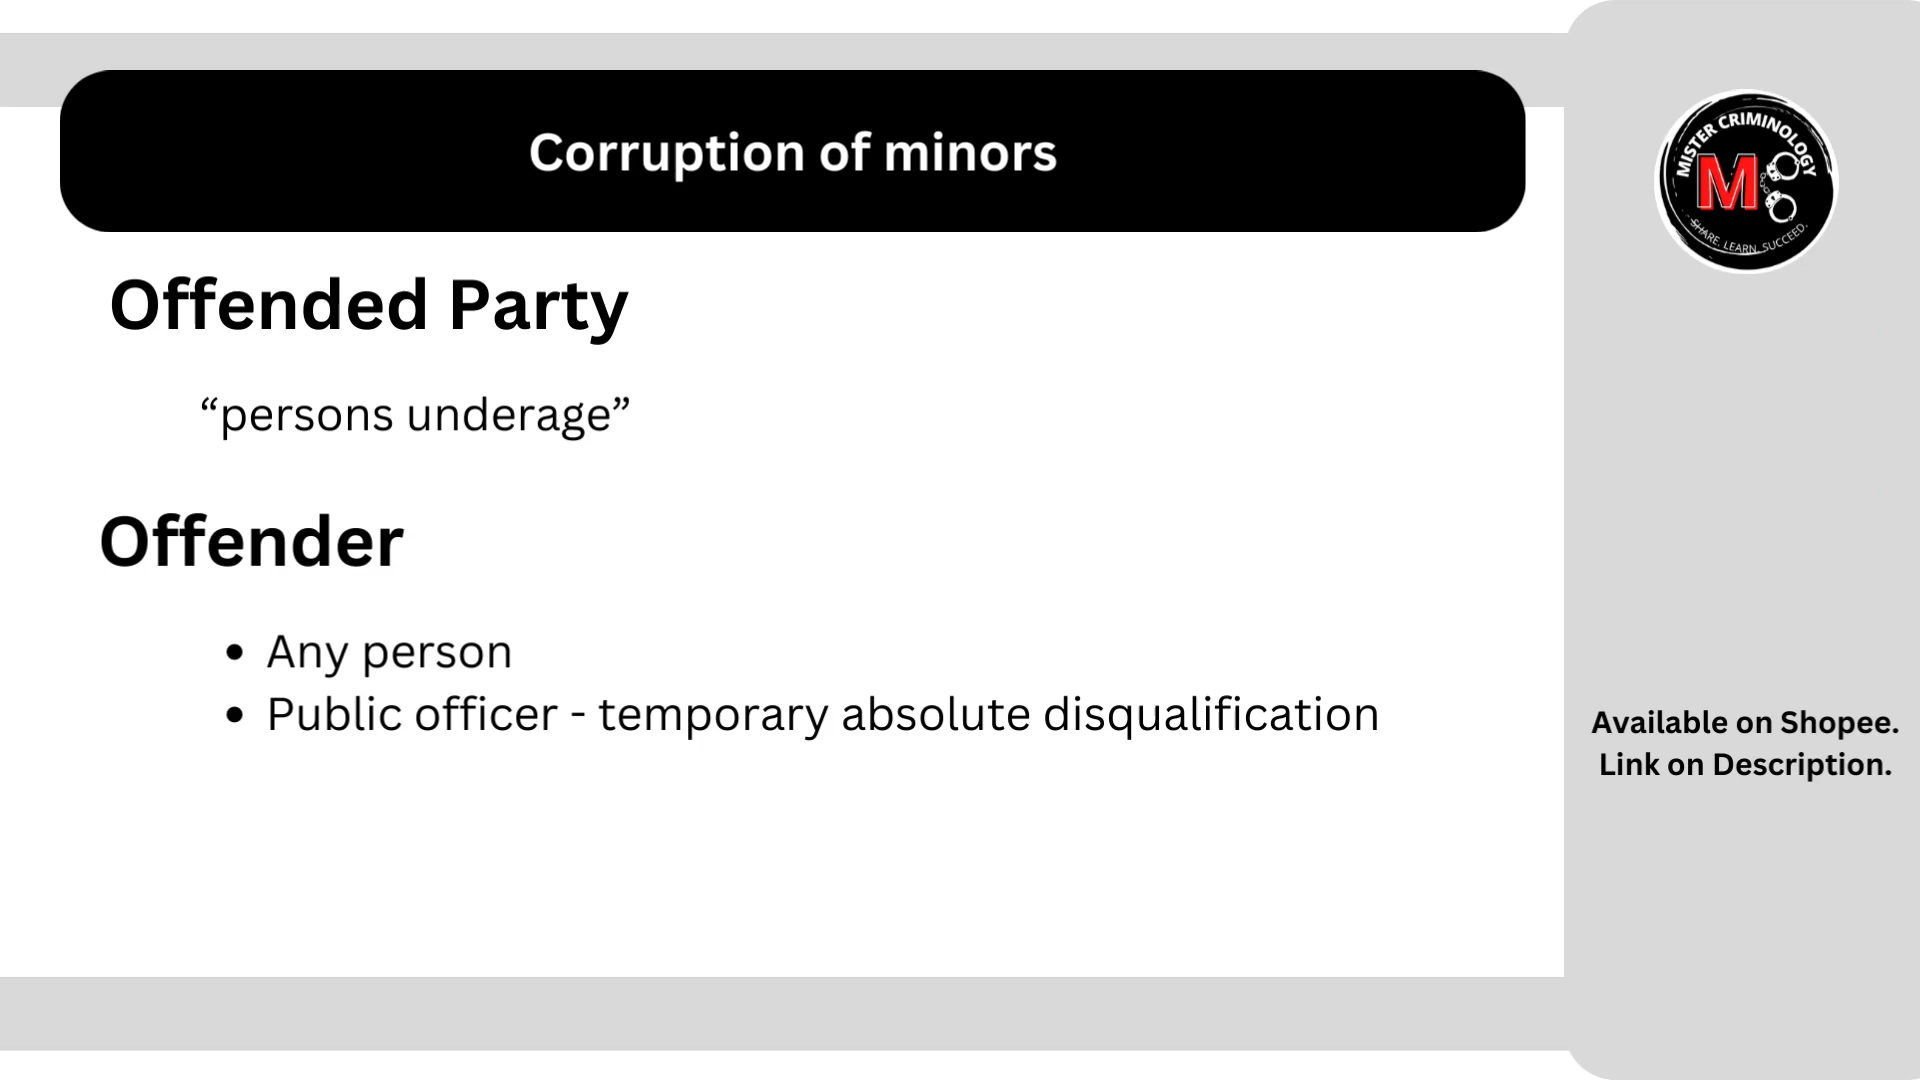 Corruption of minors
Offended Party
“persons underage”
Offender
• Any person
• Public officer - temporary absolute disqualification
MISTER CRIMINOLOGY
M
SHARE. LEARN. SUCCEED.
Available on Shopee.
Link on Description.